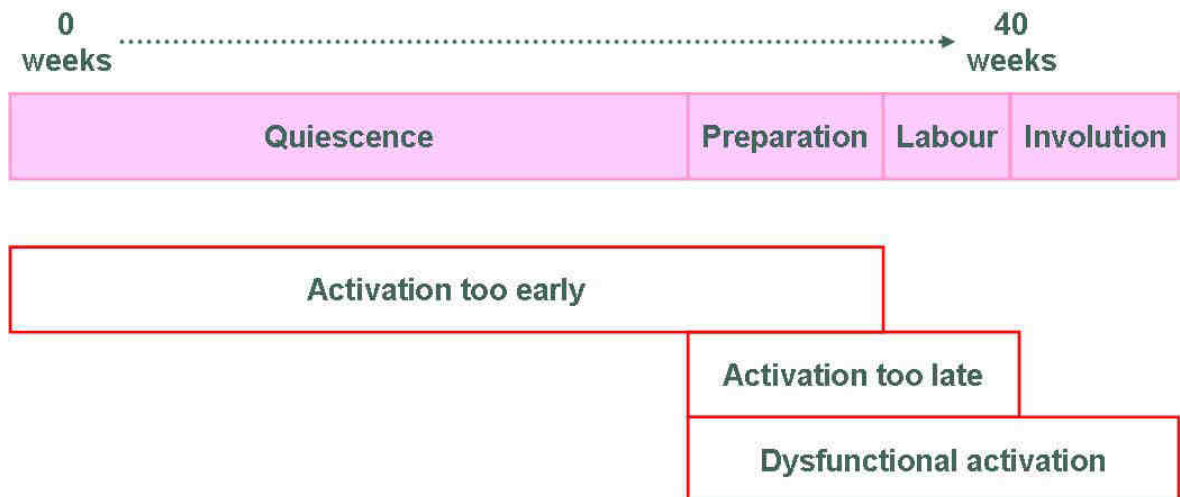 0 weeks
40 weeks
Quiescence Preparation Labour Involution
Activation too early
Activation too late
Dysfunctional activation